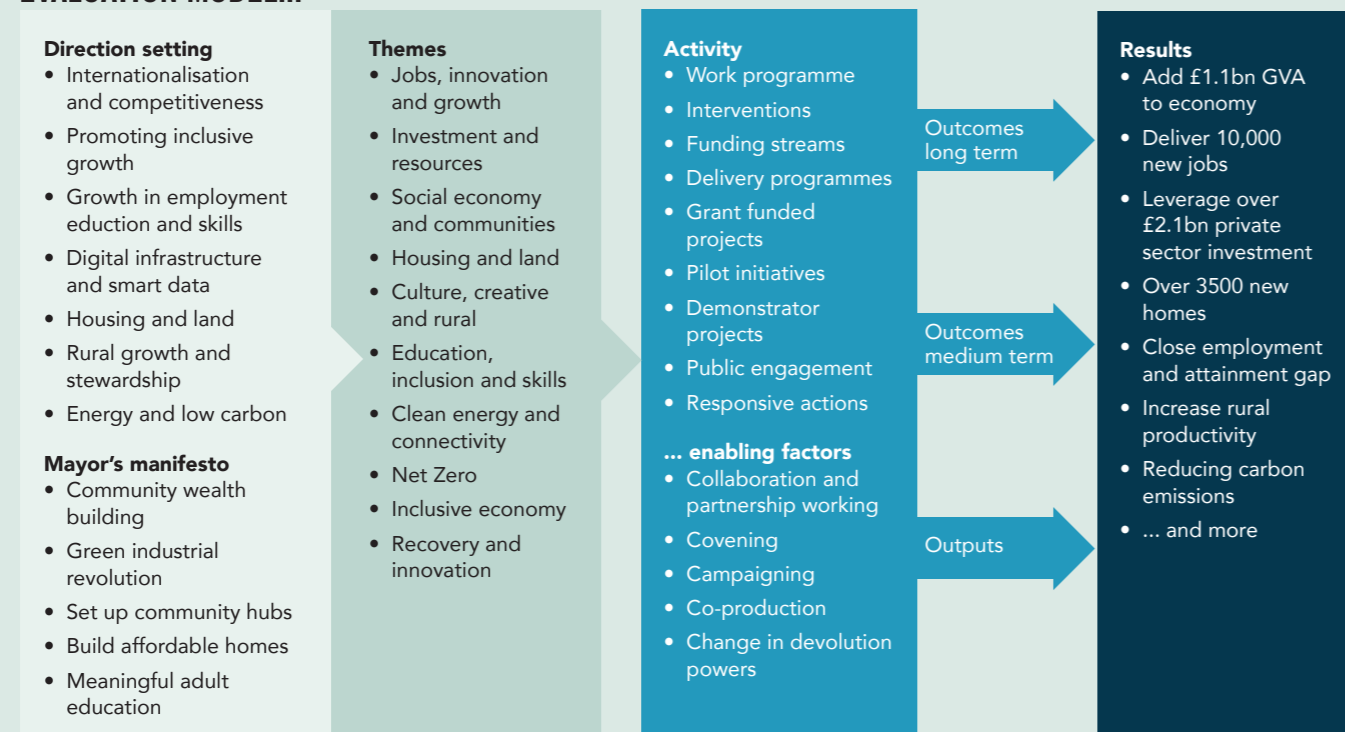 EVALUATION MODEL...
Direction setting
• Internationalisation
and competitiveness
• Promoting inclusive
growth
• Growth in employment
eduction and skills
• Digital infrastructure
and smart data
• Housing and land
• Rural growth and
stewardship
• Energy and low carbon
Mayor’s manifesto
• Community wealth
building
• Green industrial
revolution
• Set up community hubs
• Build affordable homes
• Meaningful adult
education
Themes
• Jobs, innovation
and growth
• Investment and
resources
• Social economy
and communities
• Housing and land
• Culture, creative
and rural
• Education,
inclusion and skills
• Clean energy and
connectivity
• Net Zero
• Inclusive economy
• Recovery and
innovation
Activity
• Work programme
• Interventions
• Funding streams
• Delivery programmes
• Grant funded
projects
• Pilot initiatives
• Demonstrator
projects
• Public engagement
• Responsive actions
... enabling factors
• Collaboration and
partnership working
• Covening
• Campaigning
• Co-production
• Change in devolution
powers
Outcomes
long term
Outcomes
medium term
Outputs
Results
• Add £1.1bn GVA
to economy
• Deliver 10,000
new jobs
• Leverage over
£2.1bn private
sector investment
• Over 3500 new
homes
• Close employment
and attainment gap
• Increase rural
productivity
• Reducing carbon
emissions
• ... and more